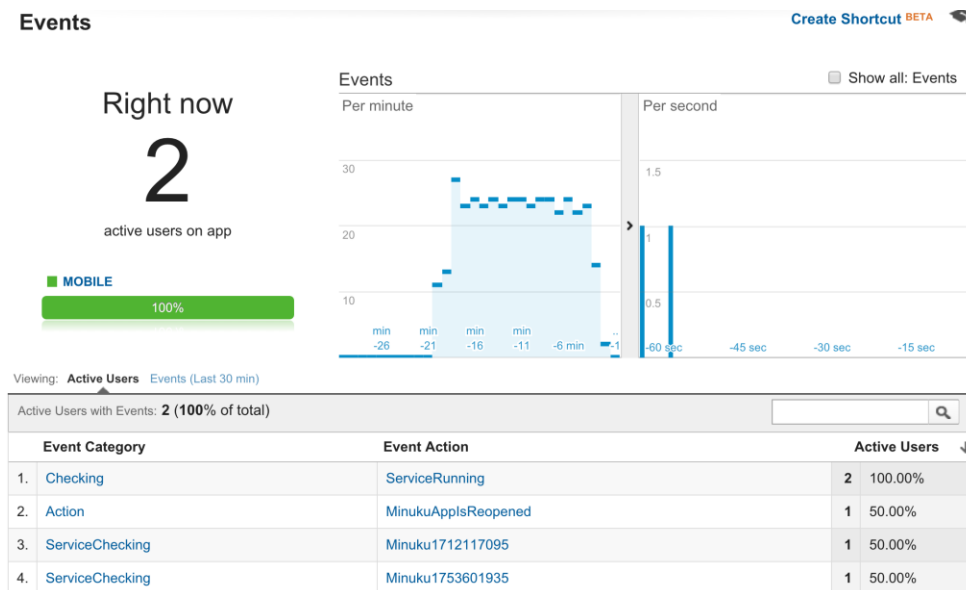 Events
Create Shortcut BETA
Right now
2
active users on app
MOBILE
100%
Events
Show all: Events
Per minute
30
20
10
min -26
min -21
min -16
min -11
-6 min
.. -1
Per second
1.5
1
0.5
-60 sec
-45 sec
-30 sec
-15 sec
Viewing: Active Users Events (Last 30 min)
Active Users with Events: 2 (100% of total)
Event Category Event Action Active Users
1. Checking ServiceRunning 2 100.00%
2. Action MinukuAppIsReopened 1 50.00%
3. ServiceChecking Minuku1712117095 1 50.00%
4. ServiceChecking Minuku1753601935 1 50.00%